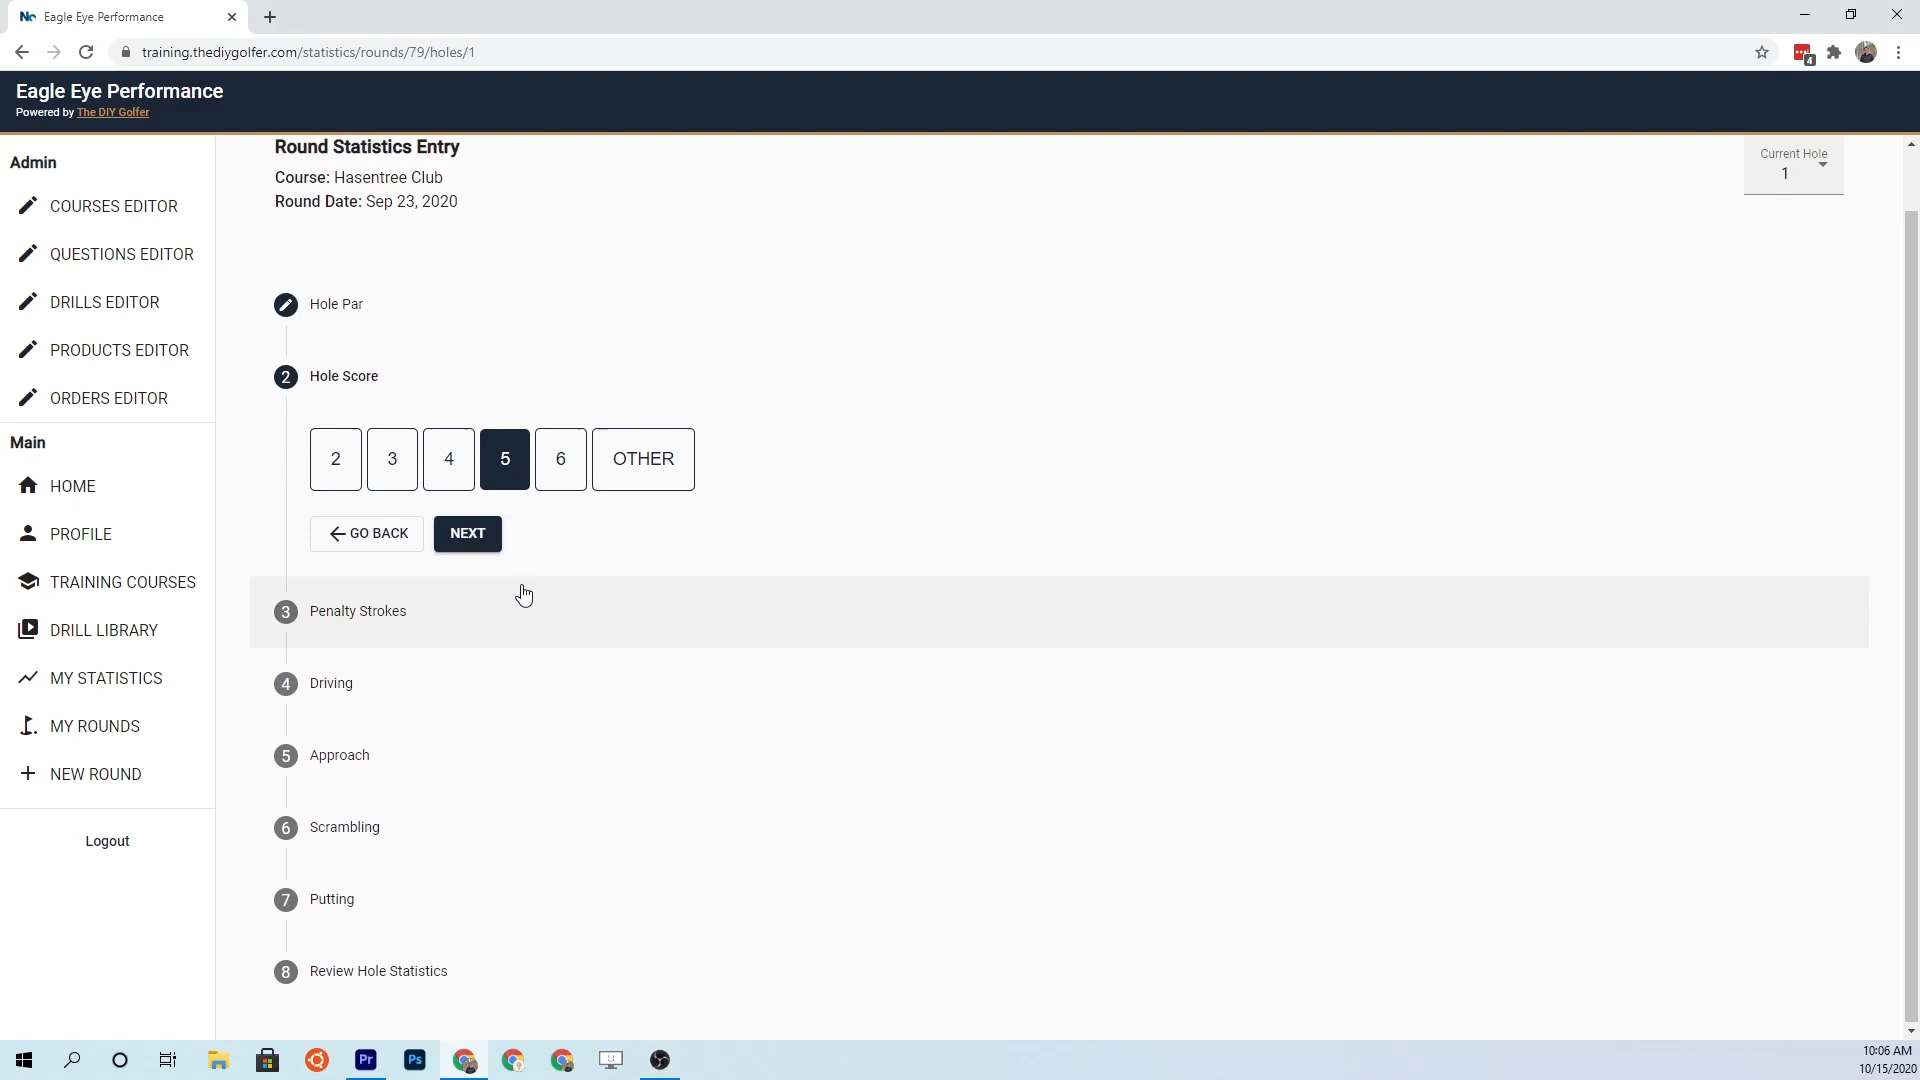 Eagle Eye Performance
training.thediygolfer.com/statistics/rounds/79/holes/1
4
Eagle Eye Performance
Powered by The DIY Golfer
Admin
COURSES EDITOR
QUESTIONS EDITOR
DRILLS EDITOR
PRODUCTS EDITOR
ORDERS EDITOR
Main
HOME
PROFILE
TRAINING COURSES
DRILL LIBRARY
MY STATISTICS
MY ROUNDS
NEW ROUND
Logout
Round Statistics Entry
Course: Hasentree Club
Round Date: Sep 23, 2020
Current Hole
1
Hole Par
2 Hole Score
2 3 4 5 6 OTHER
GO BACK NEXT
3 Penalty Strokes
4 Driving
5 Approach
6 Scrambling
7 Putting
8 Review Hole Statistics
Pr Ps
10:06 AM
10/15/2020